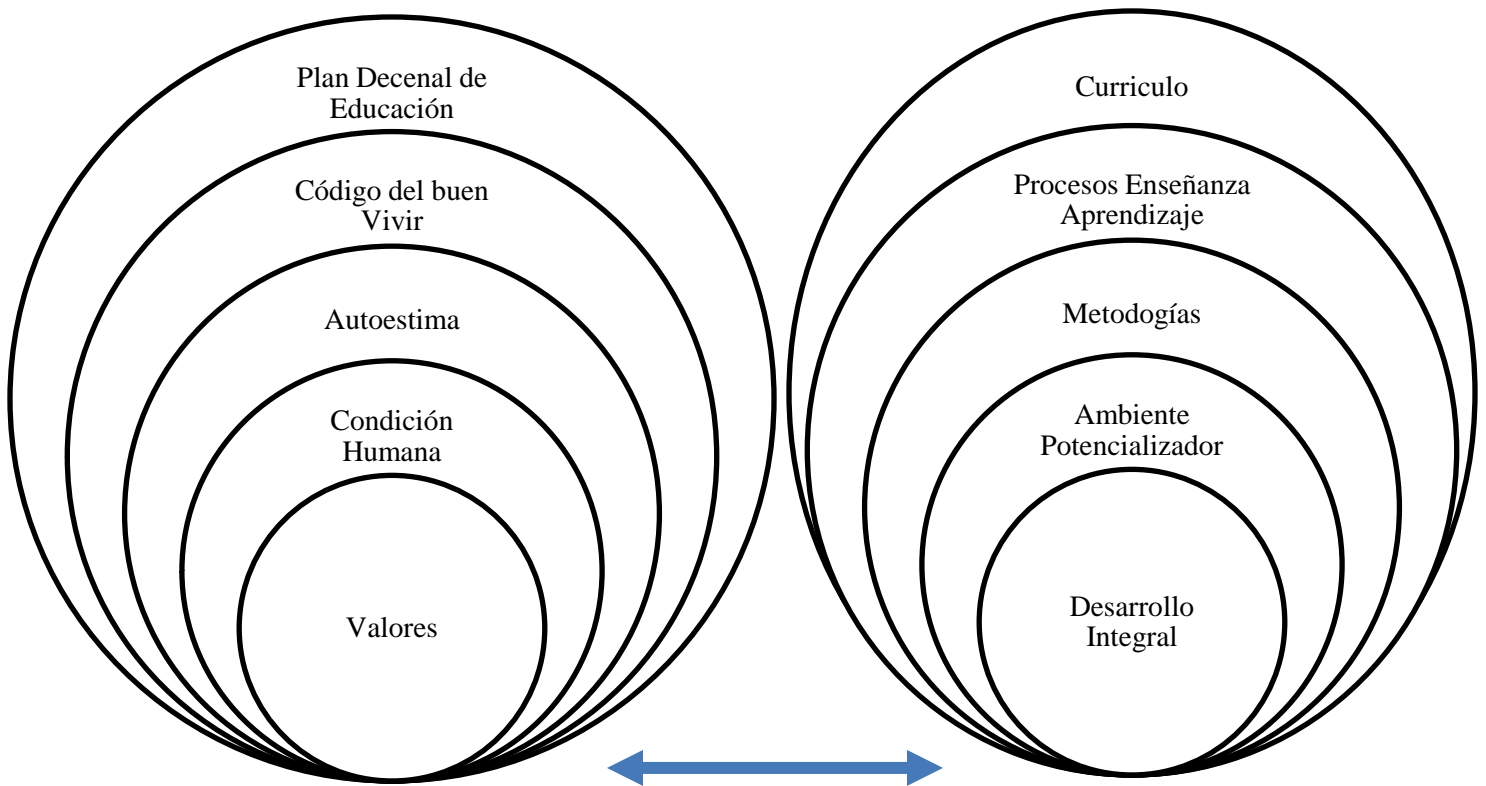 Plan Decenal de
Educación
Código del buen
Vivir
Autoestima
Condición
Humana
Valores
Curriculo
Procesos Enseñanza
Aprendizaje
Metodogías
Ambiente
Potencializador
Desarrollo
Integral